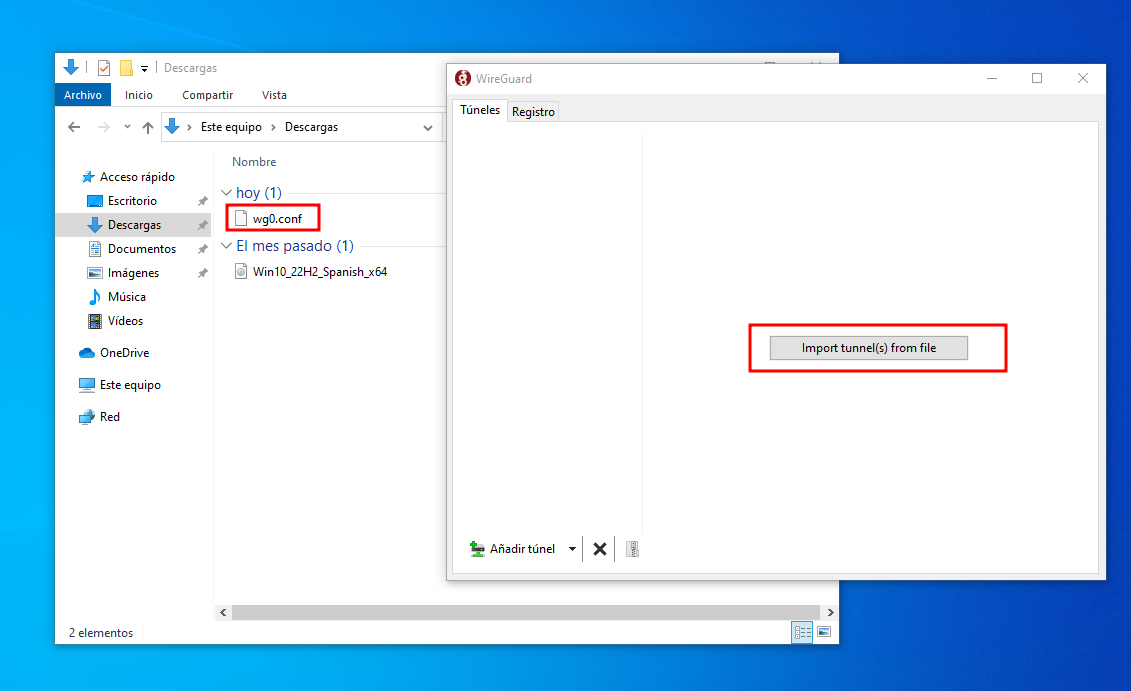 Descargas
Archivo Inicio Compartir Vista
Este equipo Descargas
Nombre
Acceso rápido
Escritorio
Descargas
Documentos
Imágenes
Música
Vídeos
OneDrive
Este equipo
Red
hoy (1)
wg0.conf
El mes pasado (1)
Win10_22H2_Spanish_x64
2 elementos
WireGuard
Túneles Registro
Import tunnel(s) from file
Añadir túnel